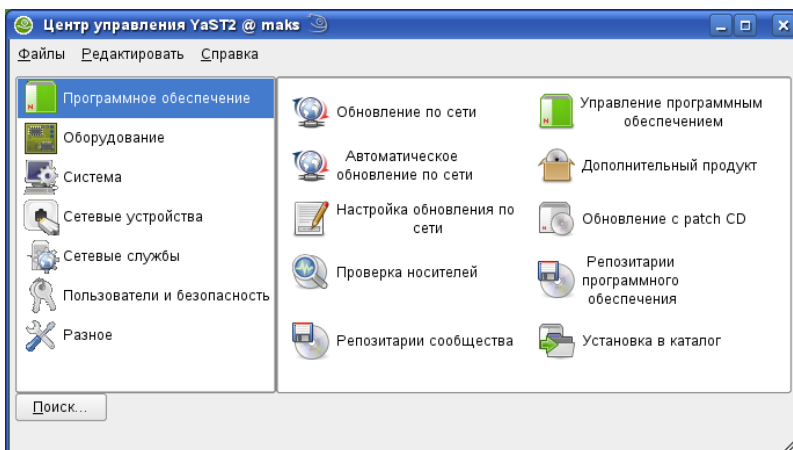 Центр управления YaST2 @ maks
Файлы Редактировать Справка
Программное обеспечение
Оборудование
Система
Сетевые устройства
Сетевые службы
Пользователи и безопасность
Разное
Обновление по сети
Управление программным
обеспечением
Автоматическое
обновление по сети
Дополнительный продукт
Настройка обновления по
сети
Обновление с patch CD
Проверка носителей
Репозитарии
программного
обеспечения
Репозитарии сообщества
Установка в каталог
Поиск...